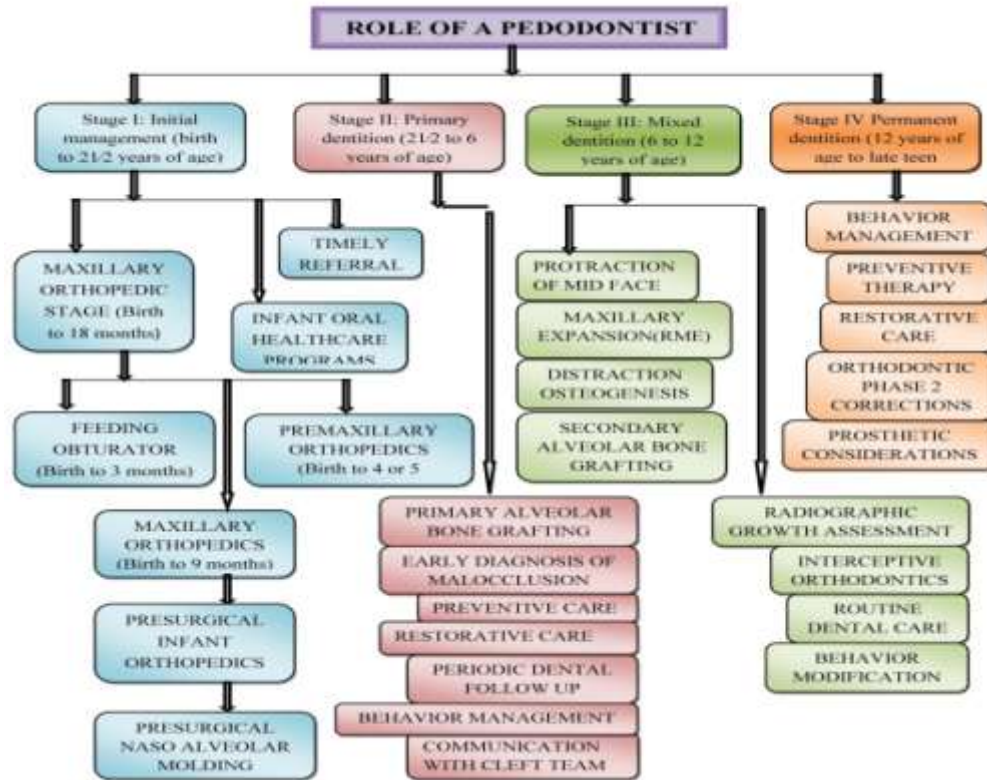 ROLE OF A PEDODONTIST
Stage I: Initial
management (birth
to 21⁄2 years of age)
Stage II: Primary
dentition (21⁄2 to 6
years of age)
Stage III: Mixed
dentition (6 to 12
years of age)
Stage IV Permanent
dentition (12 years of
age to late teen
TIMELY
REFERRAL
MAXILLARY
ORTHOPEDIC
STAGE (Birth
to 18 months)
INFANT ORAL
HEALTHCARE
PROGRAMS
FEEDING
OBTURATOR
(Birth to 3 months)
PREMAXILLARY
ORTHOPEDICS
(Birth to 4 or 5
MAXILLARY
ORTHOPEDICS
(Birth to 9 months)
PRESURGICAL
INFANT
ORTHOPEDICS
PRESURGICAL
NASO ALVEOLAR
MOLDING
PRIMARY ALVEOLAR
BONE GRAFTING
EARLY DIAGNOSIS OF
MALOCCLUSION
PREVENTIVE CARE
RESTORATIVE CARE
PERIODIC DENTAL
FOLLOW UP
BEHAVIOR MANAGEMENT
COMMUNICATION
WITH CLEFT TEAM
PROTRACTION
OF MID FACE
MAXILLARY
EXPANSION(RME)
DISTRACTION
OSTEOGENESIS
SECONDARY
ALVEOLAR BONE
GRAFTING
RADIOGRAPHIC
GROWTH ASSESSMENT
INTERCEPTIVE
ORTHODONTICS
ROUTINE
DENTAL CARE
BEHAVIOR
MODIFICATION
BEHAVIOR
MANAGEMENT
PREVENTIVE
THERAPY
RESTORATIVE
CARE
ORTHODONTIC
PHASE 2
CORRECTIONS
PROSTHETIC
CONSIDERATIONS